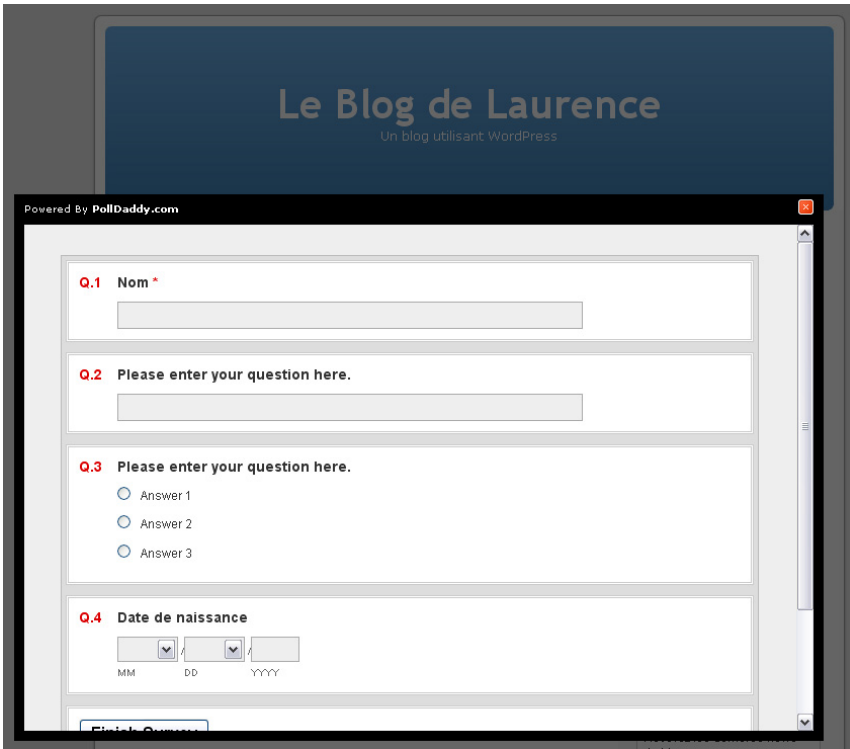 Le Blog de Laurence
Un blog utilisant WordPress
Powered By PollDaddy.com
Q.1 Nom *
Q.2 Please enter your question here.
Q.3 Please enter your question here.
Answer 1
Answer 2
Answer 3
Q.4 Date de naissance
/ /
MM DD YYYY
Finish Survey